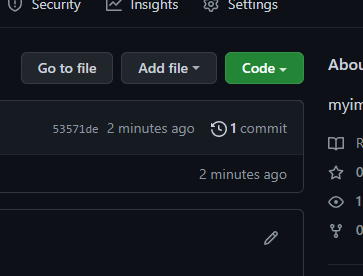 Security Insights Settings
Go to file Add file Code
53571de 2 minutes ago 1 commit
2 minutes ago
Abou
myim
R
0
1
0